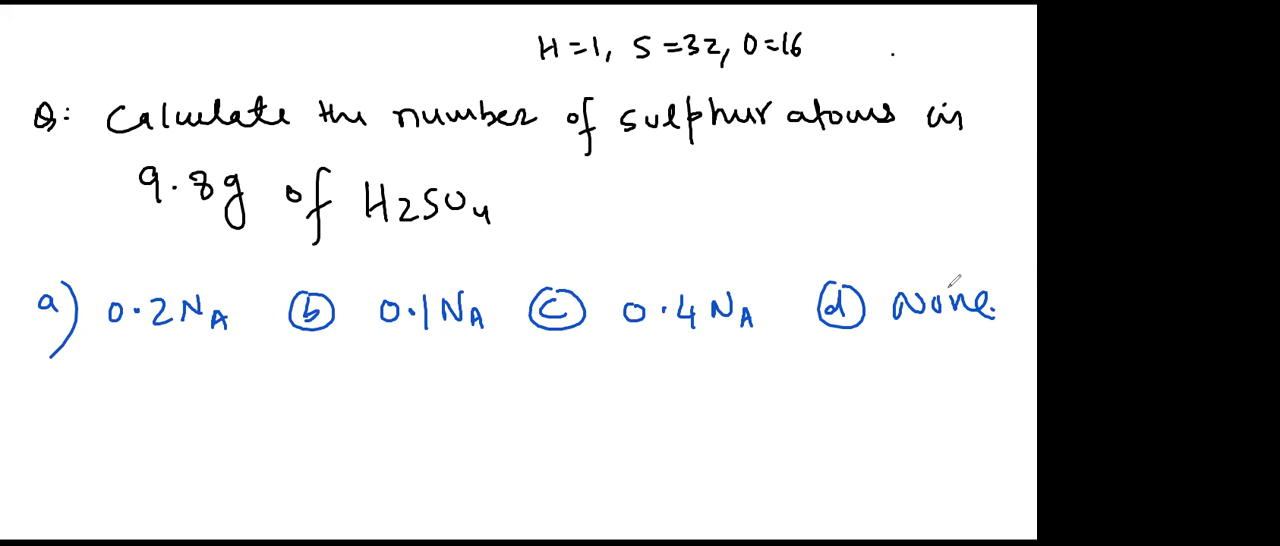 H=1, S=32, O=16
Q: Calculate the number of sulphur atoms in
9.8g of H2SO4
a) 0.2NA b 0.1NA c 0.4NA d None.